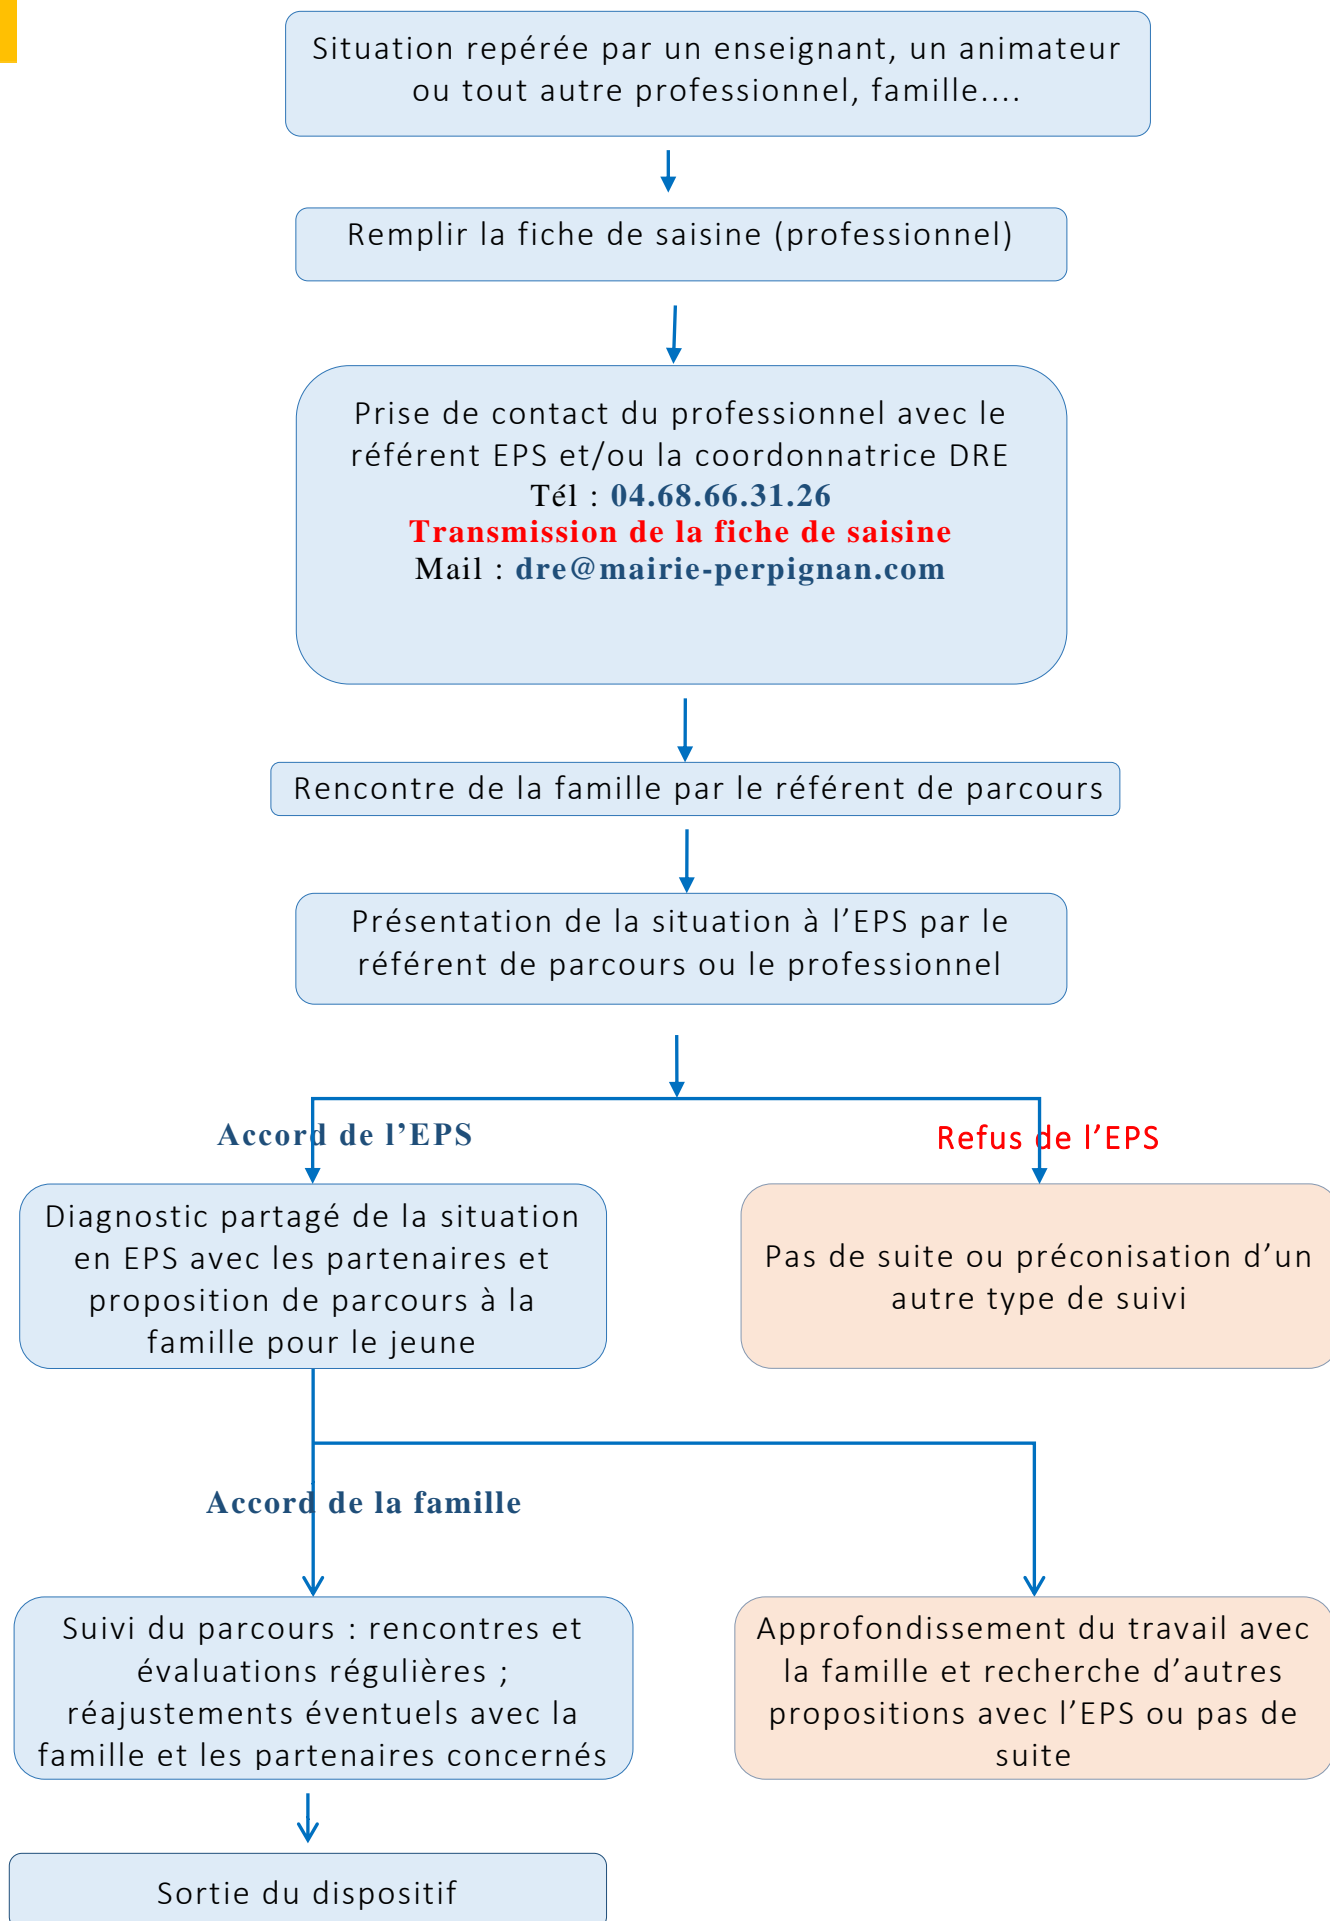 Situation repérée par un enseignant, un animateur
ou tout autre professionnel, famille....
Remplir la fiche de saisine (professionnel)
Prise de contact du professionnel avec le
référent EPS et/ou la coordonnatrice DRE
Tél : 04.68.66.31.26
Transmission de la fiche de saisine
Mail : dre@mairie-perpignan.com
Rencontre de la famille par le référent de parcours
Présentation de la situation à l’EPS par le
référent de parcours ou le professionnel
Accord de l’EPS
Refus de l’EPS
Diagnostic partagé de la situation
en EPS avec les partenaires et
proposition de parcours à la
famille pour le jeune
Pas de suite ou préconisation d’un
autre type de suivi
Accord de la famille
Suivi du parcours : rencontres et
évaluations régulières ;
réajustements éventuels avec la
famille et les partenaires concernés
Approfondissement du travail avec
la famille et recherche d’autres
propositions avec l’EPS ou pas de
suite
Sortie du dispositif